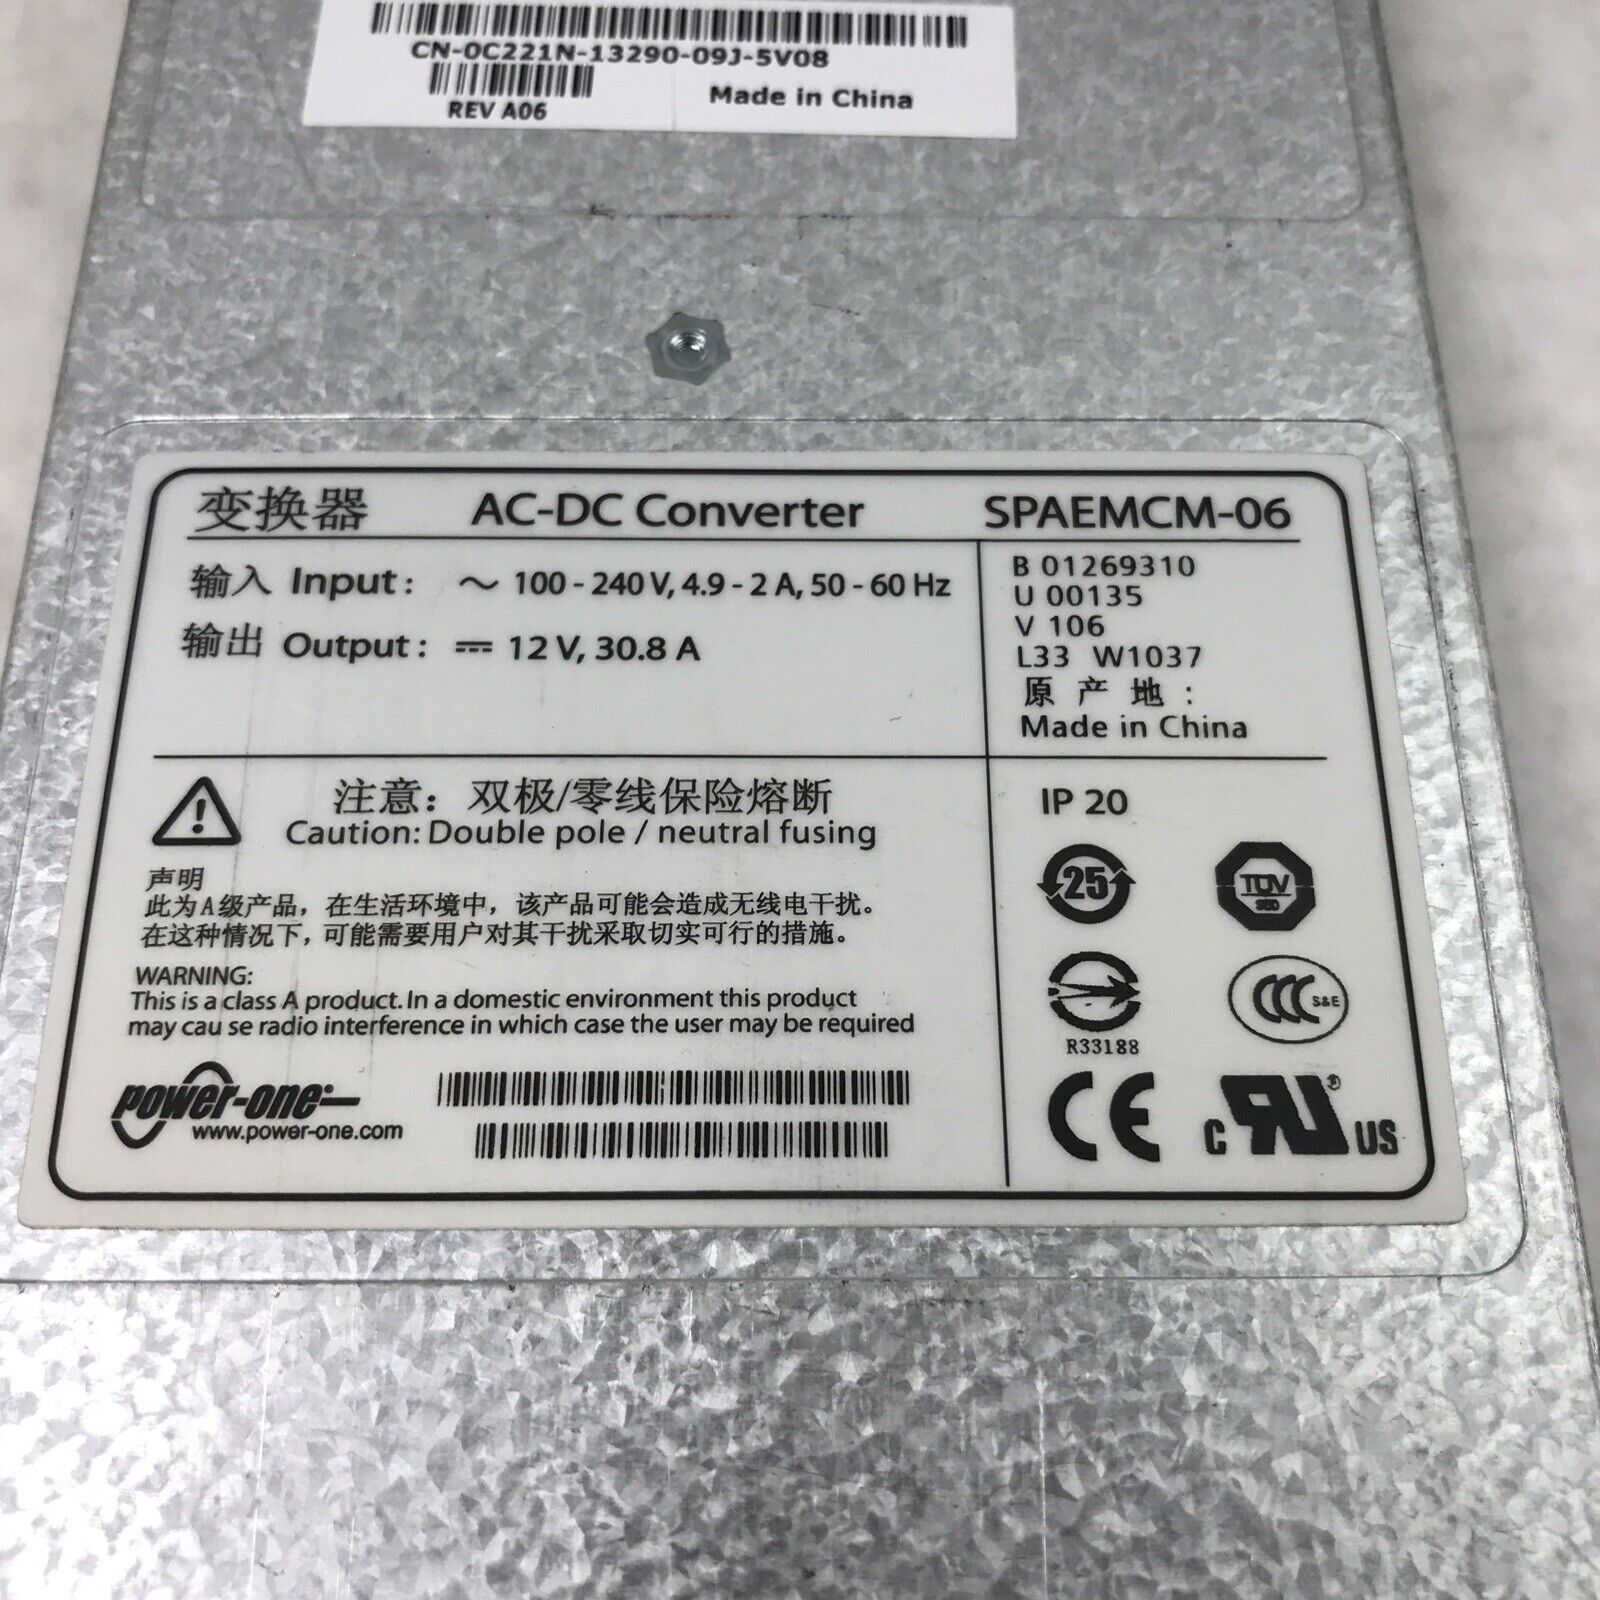 CN-0C221N-13290-09J-5V08
REV A06
Made in China
变换器 AC-DC Converter SPAEMCM-06
输入 Input: ~ 100 - 240 V, 4.9 - 2 A, 50 - 60 Hz
输出 Output: ⎓ 12 V, 30.8 A
B 01269310
U 00135
V 106
L33 W1037
原产地:
Made in China
注意: 双极/零线保险熔断
Caution: Double pole / neutral fusing
声明
此为A级产品，在生活环境中，该产品可能会造成无线电干扰。
在这种情况下，可能需要用户对其干扰采取切实可行的措施。
WARNING:
This is a class A product. In a domestic environment this product
may cau se radio interference in which case the user may be required
power-one
www.power-one.com
IP 20
25
TÜV
CCC S&E
R33188
CE
c RU® US